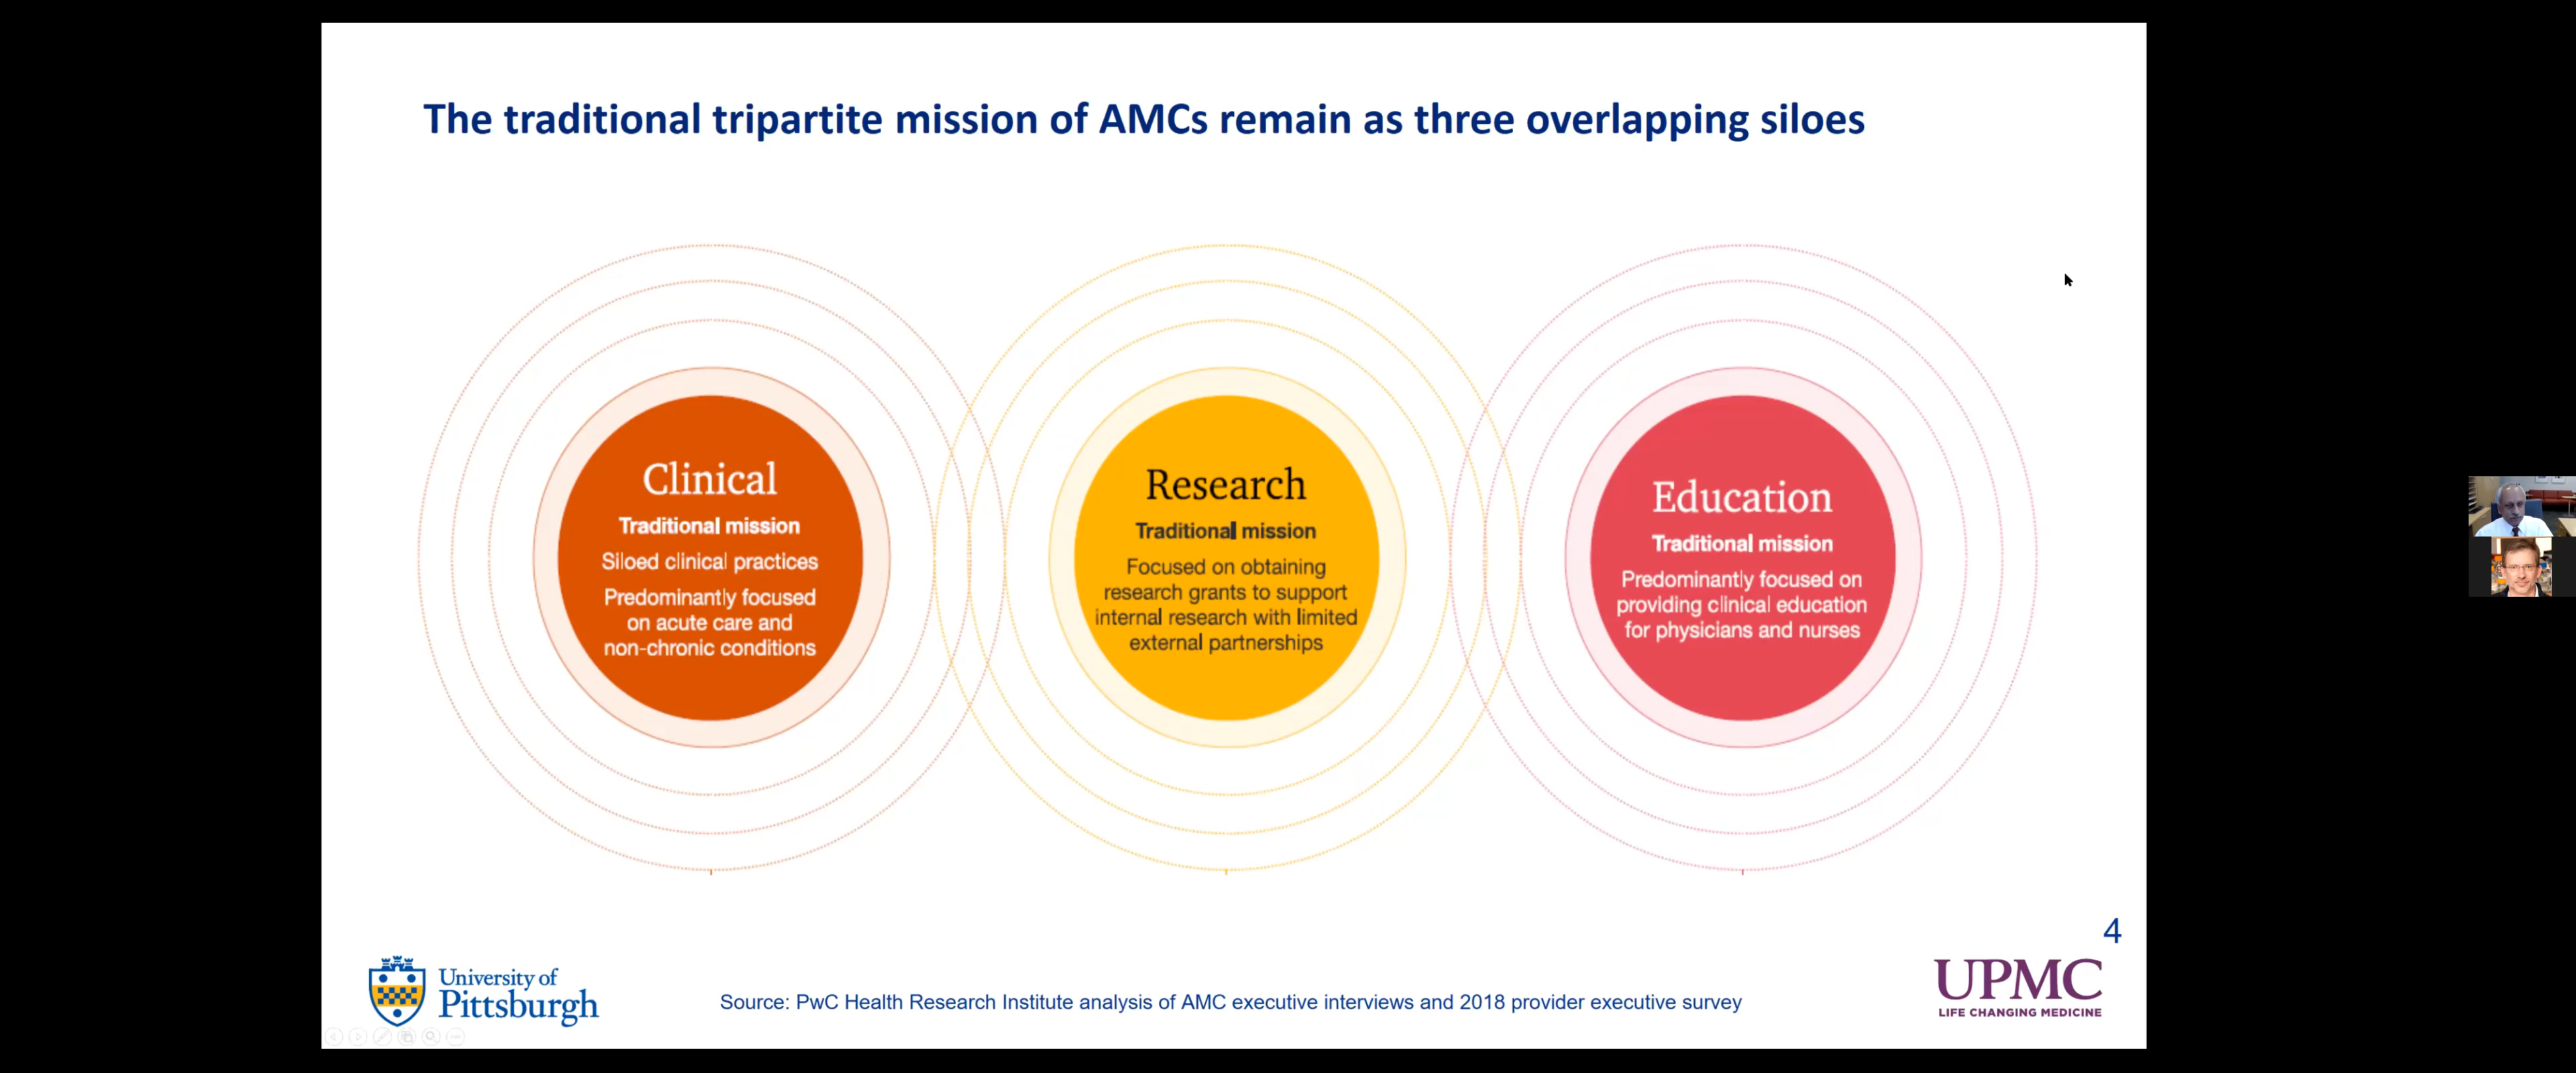 The traditional tripartite mission of AMCs remain as three overlapping siloes
Clinical
Traditional mission
Siloed clinical practices
Predominantly focused
on acute care and
non-chronic conditions
Research
Traditional mission
Focused on obtaining
research grants to support
internal research with limited
external partnerships
Education
Traditional mission
Predominantly focused on
providing clinical education
for physicians and nurses
4
University of
Pittsburgh
Source: PwC Health Research Institute analysis of AMC executive interviews and 2018 provider executive survey
UPMC
LIFE CHANGING MEDICINE